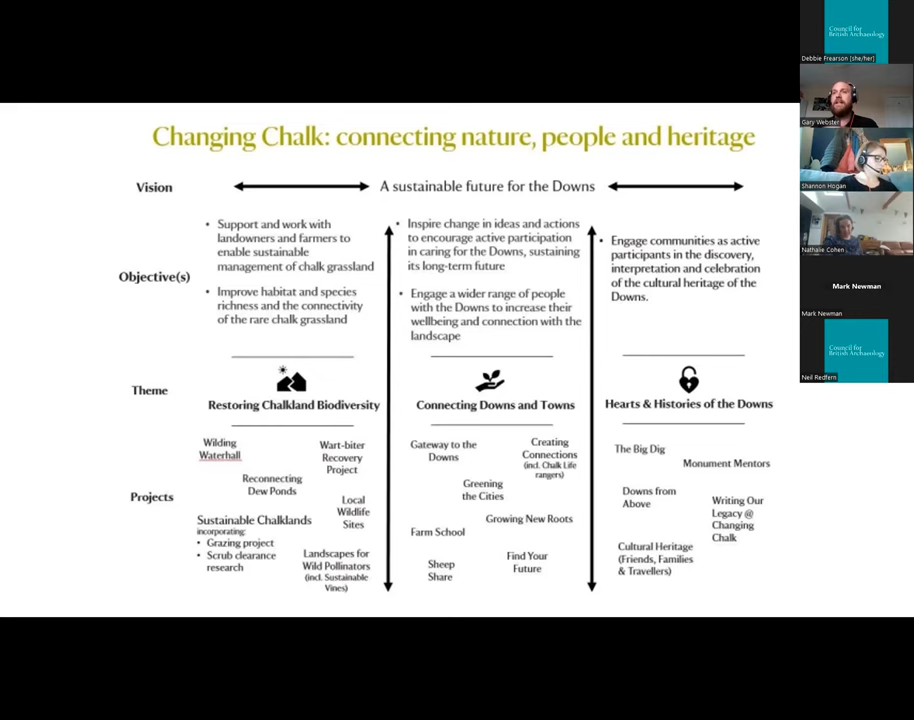 Changing Chalk: connecting nature, people and heritage
Vision
A sustainable future for the Downs
Objective(s)
• Support and work with
landowners and farmers to
enable sustainable
management of chalk grassland
• Improve habitat and species
richness and the connectivity
of the rare chalk grassland
• Inspire change in ideas and actions
to encourage active participation
in caring for the Downs, sustaining
its long-term future
• Engage a wider range of people
with the Downs to increase their
wellbeing and connection with the
landscape
• Engage communities as active
participants in the discovery,
interpretation and celebration
of the cultural heritage of the
Downs.
Theme
Restoring Chalkland Biodiversity
Connecting Downs and Towns
Hearts & Histories of the Downs
Projects
Wilding
Waterhall
Wart-biter
Recovery
Project
Reconnecting
Dew Ponds
Local
Wildlife
Sites
Sustainable Chalklands
incorporating:
• Grazing project
• Scrub clearance
research
Landscapes for
Wild Pollinators
(incl. Sustainable
Vines)
Gateway to the
Downs
Creating
Connections
(incl. Chalk Life
rangers)
Greening
the Cities
Growing New Roots
Farm School
Sheep
Share
Find Your
Future
The Big Dig
Monument Mentors
Downs from
Above
Writing Our
Legacy @
Changing
Chalk
Cultural Heritage
(Friends, Families
& Travellers)
Council for
British Archaeology
Debbie Frearson (she/her)
Gary Webster
Shannon Hogan
Nathalie Cohen
Mark Newman
Mark Newman
Council for
British Archaeology
Neil Redfern